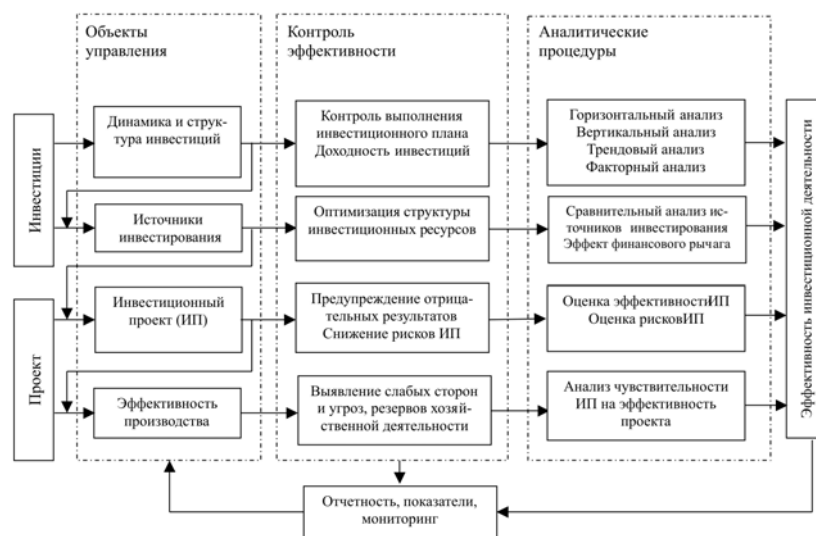 Объекты
управления
Контроль
эффективности
Аналитические
процедуры
Инвестиции
Динамика и струк-
тура инвестиций
Контроль выполнения
инвестиционного плана
Доходность инвестиций
Горизонтальный анализ
Вертикальный анализ
Трендовый анализ
Факторный анализ
Источники
инвестирования
Оптимизация структуры
инвестиционных ресурсов
Сравнительный анализ ис-
точников инвестирования
Эффект финансового рычага
Проект
Инвестиционный
проект (ИП)
Предупреждение отрица-
тельных результатов
Снижение рисков ИП
Оценка эффективностиИП
Оценка рисковИП
Эффективность
производства
Выявление слабых сторон
и угроз, резервов хозяй-
ственной деятельности
Анализ чувствительности
ИП на эффективность
проекта
Эффективность инвестиционной деятельности
Отчетность, показатели,
мониторинг